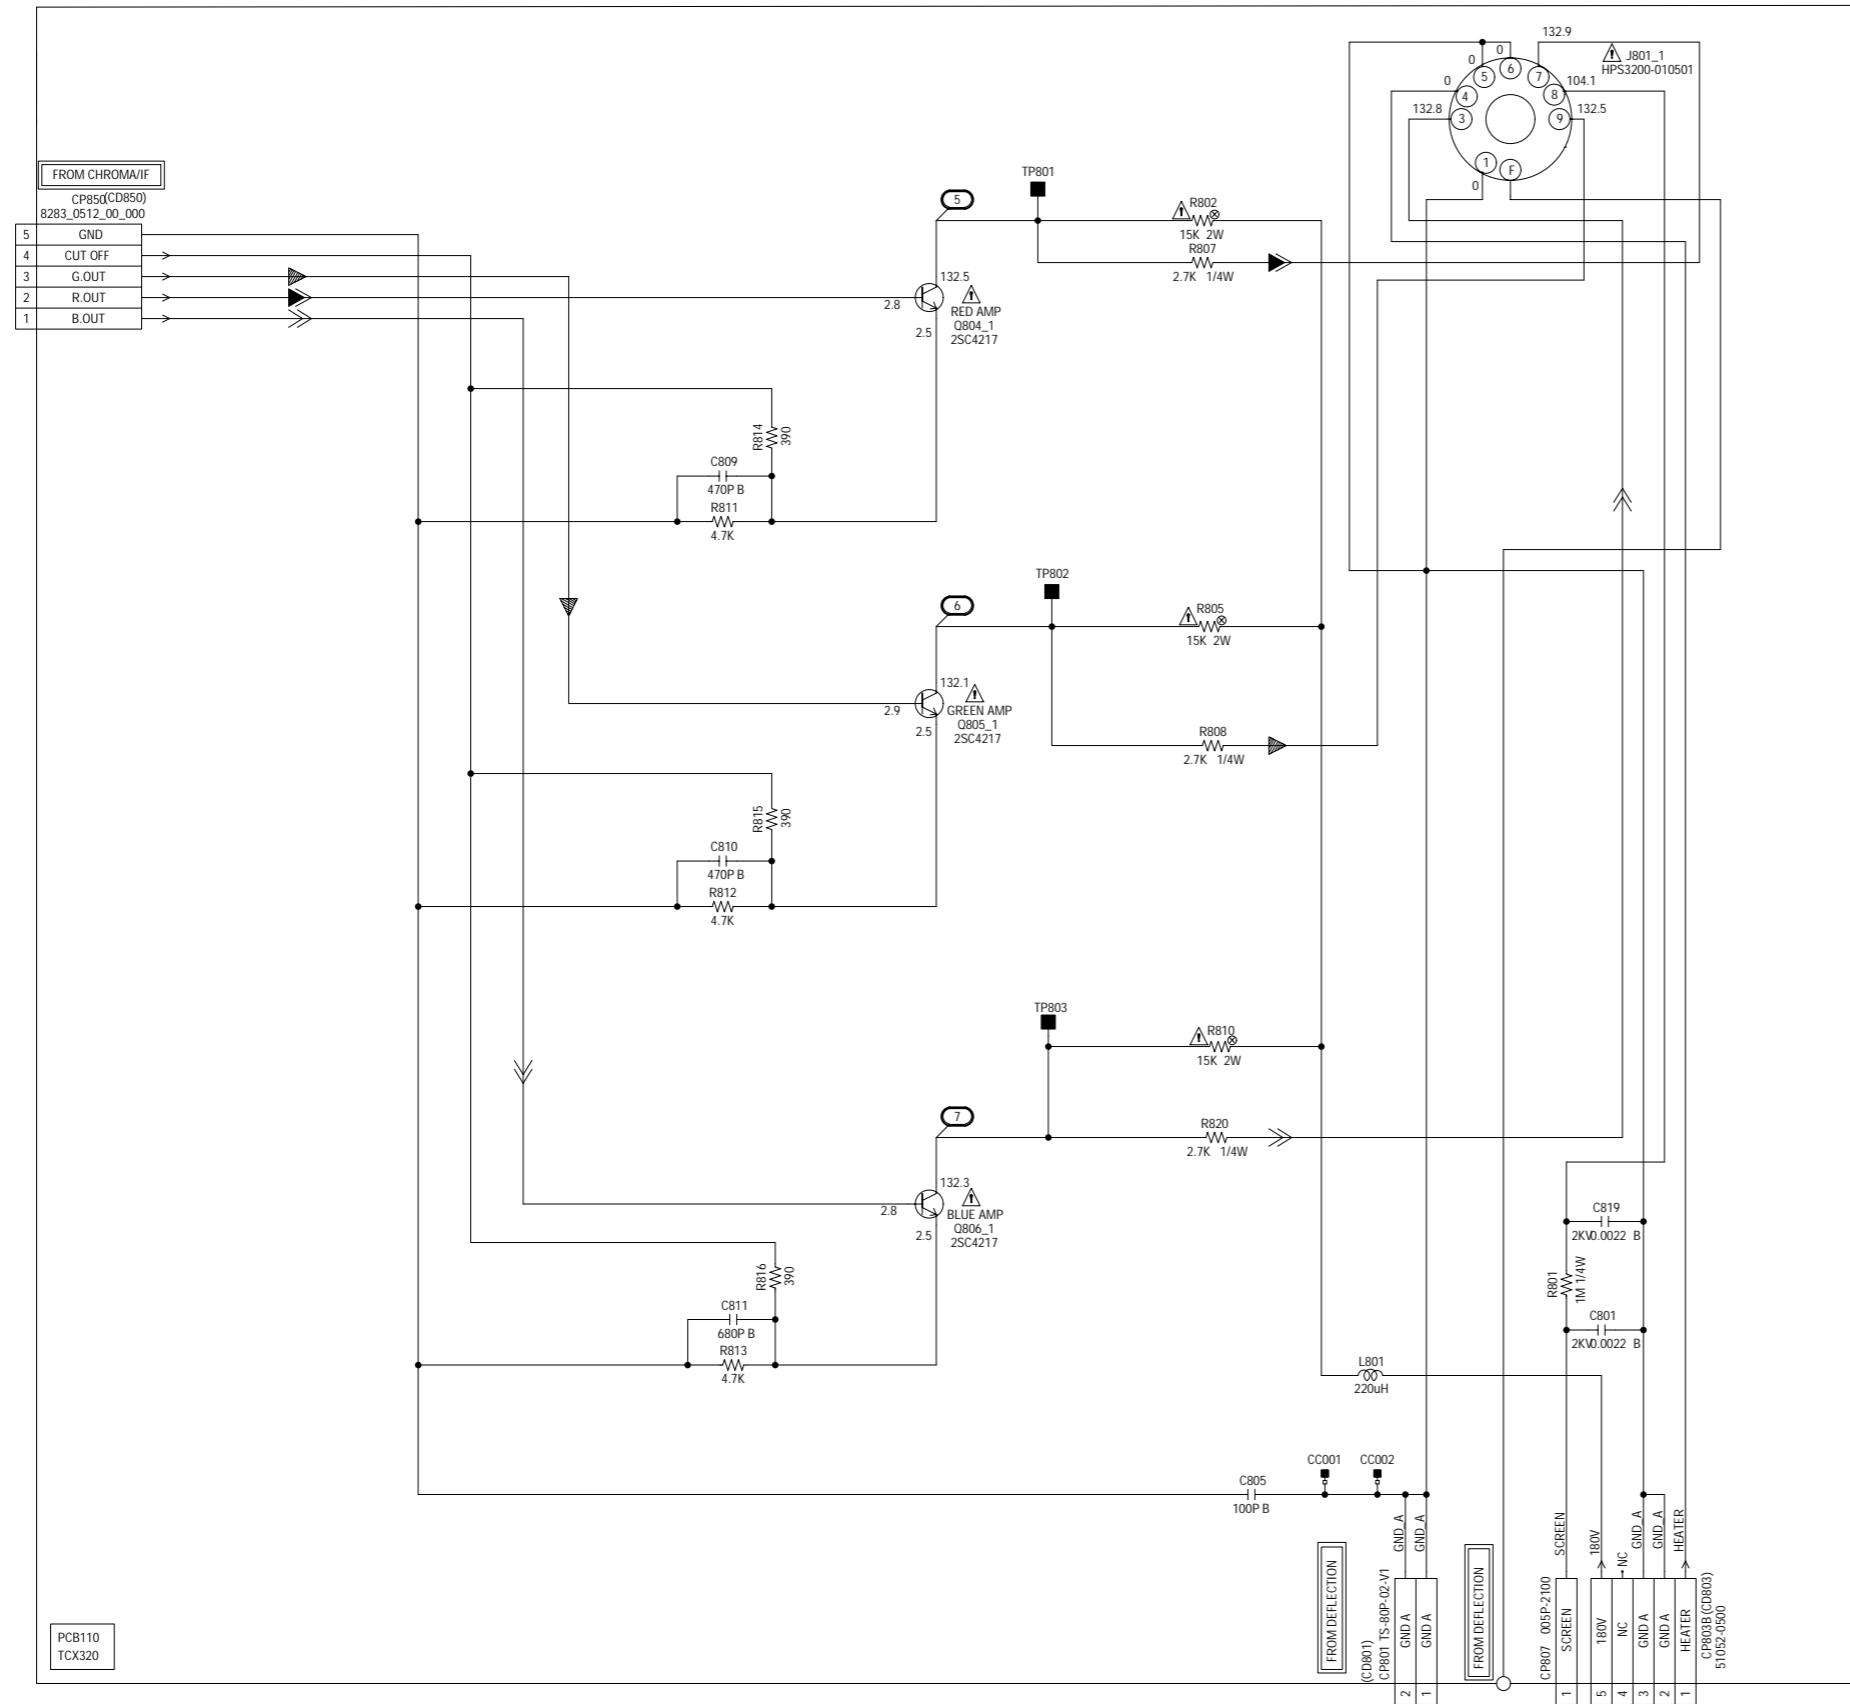 132.9
J801_1
HPS3200-010501
0
0
0
104.1
132.8
132.5
6
5
7
4
8
3
9
1
F
0
FROM CHROMA/IF
CP850(CD850)
8283_0512_00_000
5 GND
4 CUT OFF
3 G.OUT
2 R.OUT
1 B.OUT
5
TP801
R802
15K 2W
R807
2.7K 1/4W
132.5
2.8
RED AMP
Q804_1
2SC4217
2.5
R814
390
C809
470P B
R811
4.7K
6
TP802
R805
15K 2W
132.1
2.9
GREEN AMP
Q805_1
2SC4217
2.5
R808
2.7K 1/4W
R815
390
C810
470P B
R812
4.7K
TP803
R810
15K 2W
7
R820
2.7K 1/4W
132.3
2.8
BLUE AMP
Q806_1
2SC4217
2.5
R816
390
C811
680P B
R813
4.7K
C819
2KV0.0022 B
R801
1M 1/4W
C801
2KV0.0022 B
L801
220uH
CC001
CC002
C805
100P B
GND_A
GND_A
SCREEN
180V
NC
GND_A
GND_A
HEATER
FROM DEFLECTION
(CD801)
CP801 TS-80P-02-V1
2 GND A
1 GND A
FROM DEFLECTION
CP807 005P-2100
1 SCREEN
5 180V
4 NC
3 GND A
2 GND A
1 HEATER
CP803B(CD803)
51052-0500
PCB110
TCX320